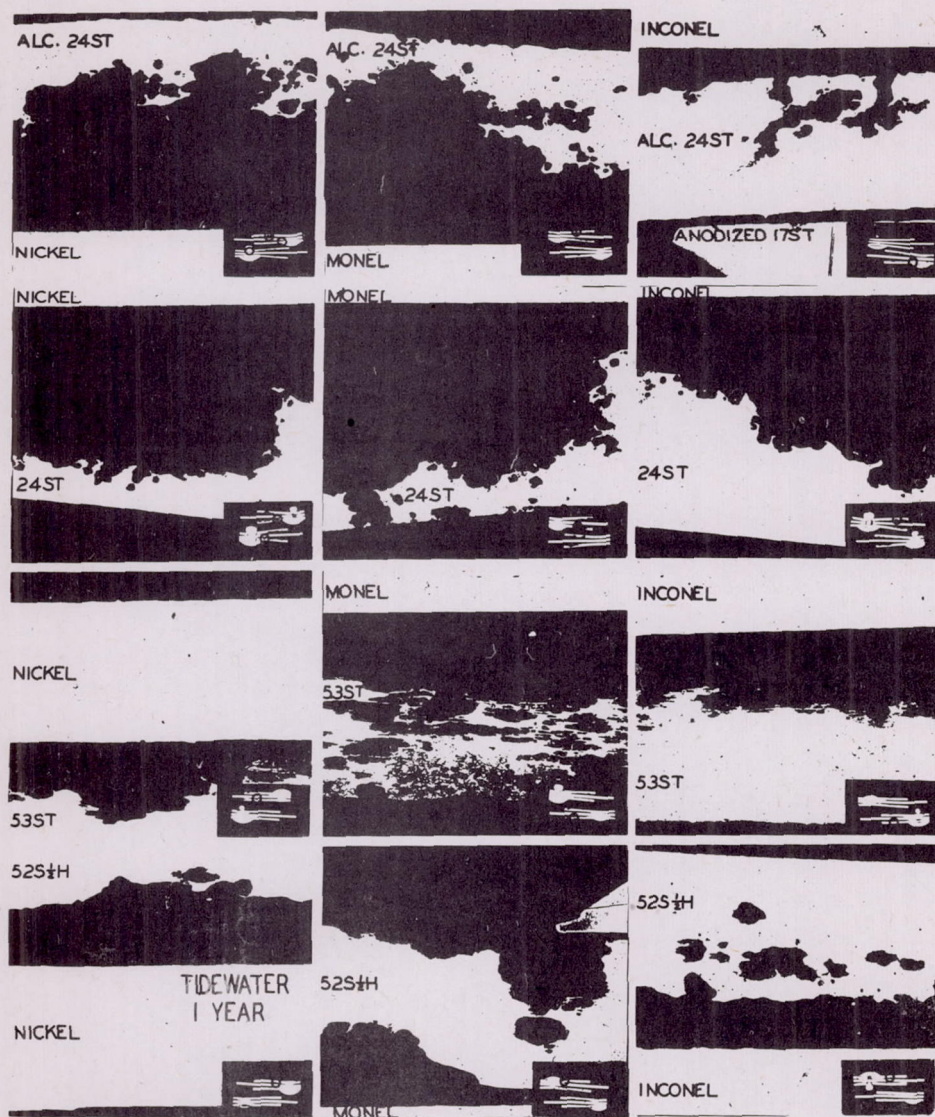 ALC. 24ST
NICKEL
ALC. 24ST
MONEL
INCONEL
ALC. 24ST
ANODIZED 17ST
NICKEL
24ST
MONEL
24ST
INCONEL
24ST
NICKEL
53ST
MONEL
53ST
INCONEL
53ST
52S½H
TIDEWATER
1 YEAR
NICKEL
52S½H
MONEL
52S½H
INCONEL